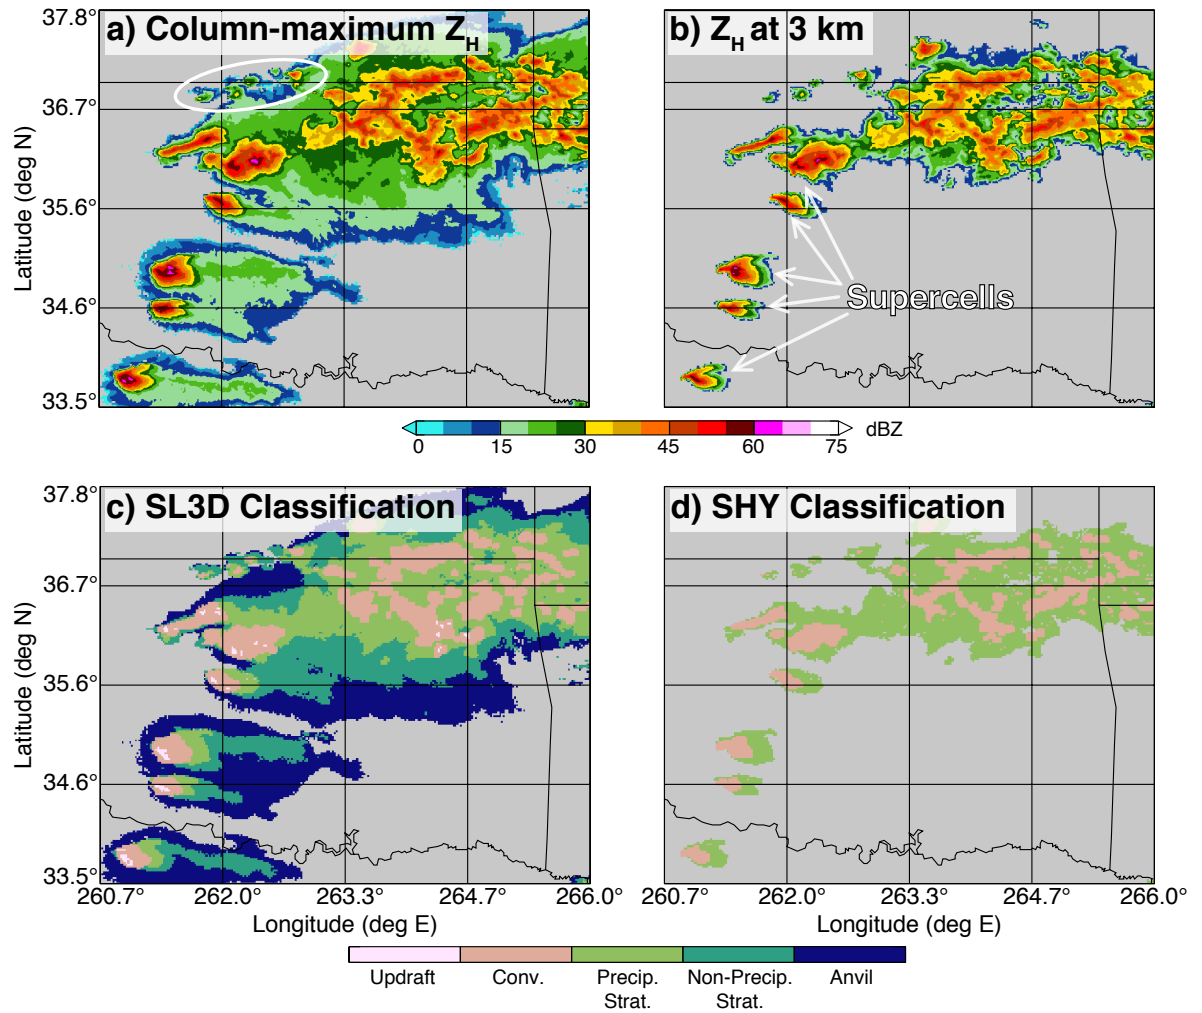 a) Column-maximum Z_H
b) Z_H at 3 km
37.8°
36.7°
35.6°
34.6°
33.5°
Latitude (deg N)
Supercells
0 15 30 45 60 75 dBZ
c) SL3D Classification
d) SHY Classification
37.8°
36.7°
35.6°
34.6°
33.5°
Latitude (deg N)
260.7° 262.0° 263.3° 264.7° 266.0°
260.7° 262.0° 263.3° 264.7° 266.0°
Longitude (deg E)
Longitude (deg E)
Updraft Conv. Precip. Non-Precip. Anvil
Strat. Strat.